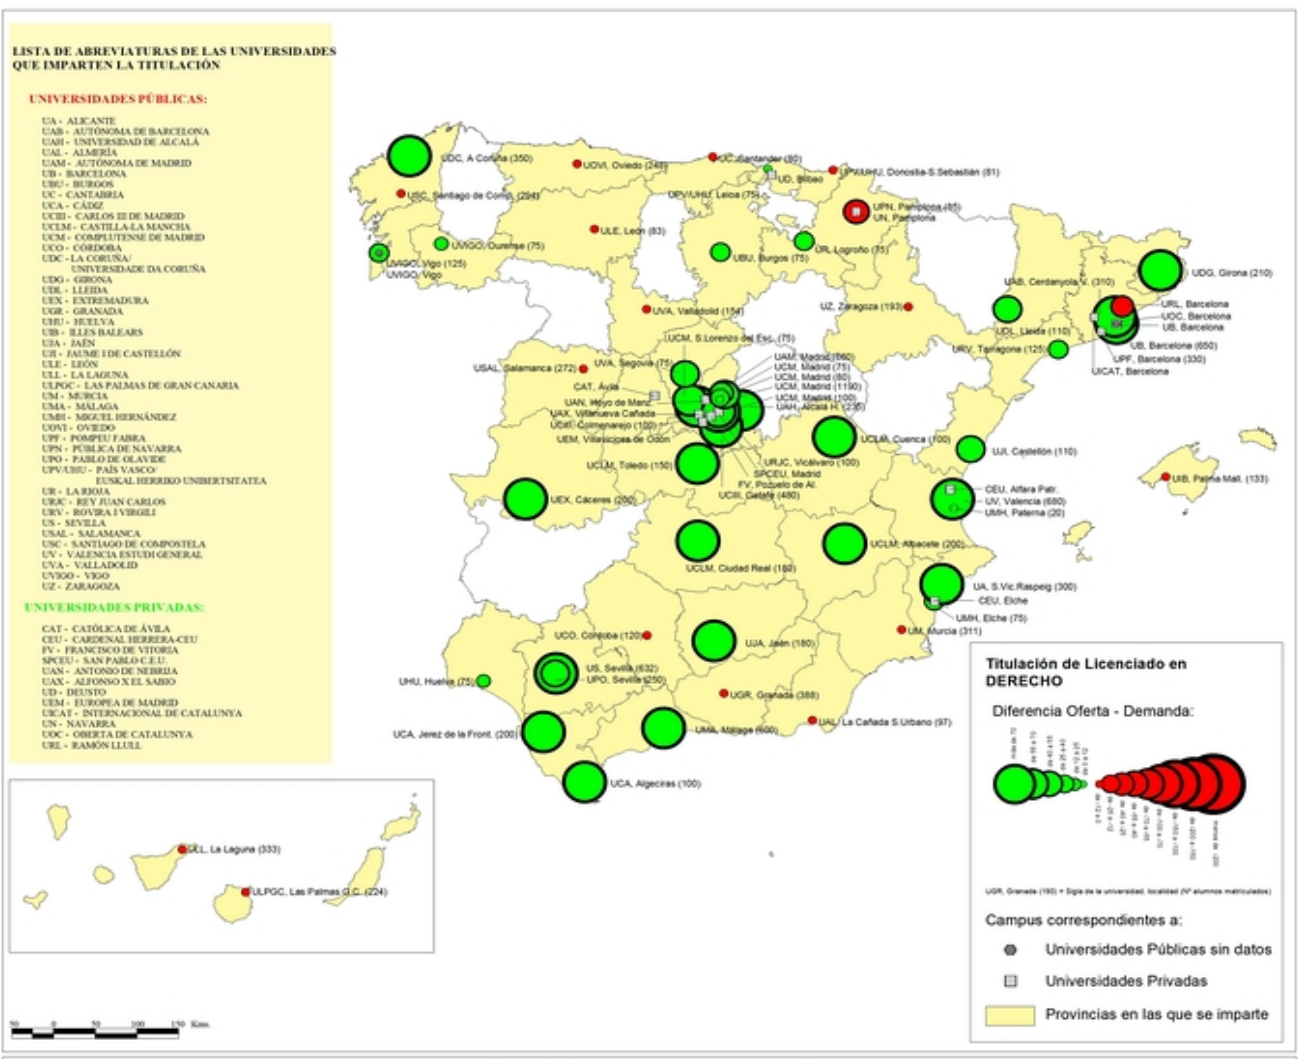 LISTA DE ABREVIATURAS DE LAS UNIVERSIDADES
QUE IMPARTEN LA TITULACIÓN
UNIVERSIDADES PÚBLICAS:
UA - ALICANTE
UAB - AUTÓNOMA DE BARCELONA
UAH - UNIVERSIDAD DE ALCALÁ
UAL - ALMERÍA
UAM - AUTÓNOMA DE MADRID
UB - BARCELONA
UBU - BURGOS
UC - CANTABRIA
UCA - CÁDIZ
UCIII - CARLOS III DE MADRID
UCLM - CASTILLA-LA MANCHA
UCM - COMPLUTENSE DE MADRID
UCO - CÓRDOBA
UDC - LA CORUÑA/
UNIVERSIDADE DA CORUÑA
UDG - GIRONA
UDL - LLEIDA
UEX - EXTREMADURA
UGR - GRANADA
UHU - HUELVA
UIB - ILLES BALEARS
UJA - JAÉN
UJI - JAUME I DE CASTELLÓN
ULE - LEÓN
ULL - LA LAGUNA
ULPGC - LAS PALMAS DE GRAN CANARIA
UM - MURCIA
UMA - MÁLAGA
UMH - MIGUEL HERNÁNDEZ
UOVI - OVIEDO
UPF - POMPEU FABRA
UPN - PÚBLICA DE NAVARRA
UPO - PABLO DE OLAVIDE
UPV/UHU - PAÍS VASCO/
EUSKAL HERRIKO UNIBERTSITATEA
UR - LA RIOJA
URJC - REY JUAN CARLOS
URV - ROVIRA I VIRGILI
US - SEVILLA
USAL - SALAMANCA
USC - SANTIAGO DE COMPOSTELA
UV - VALENCIA ESTUDI GENERAL
UVA - VALLADOLID
UVIGO - VIGO
UZ - ZARAGOZA
UNIVERSIDADES PRIVADAS:
CAT - CATÓLICA DE ÁVILA
CEU - CARDENAL HERRERA-CEU
FV - FRANCISCO DE VITORIA
SPCEU - SAN PABLO C.E.U.
UAN - ANTONIO DE NEBRIJA
UAX - ALFONSO X EL SABIO
UD - DEUSTO
UEM - EUROPEA DE MADRID
UICAT - INTERNACIONAL DE CATALUNYA
UN - NAVARRA
UOC - OBERTA DE CATALUNYA
URL - RAMÓN LLULL
UDC, A Coruña (350)
UOVI, Oviedo
UC, Santander (80)
UD, Bilbao
UPV/UHU, Donostia-S.Sebastián (81)
USC, Santiago de Comp. (294)
UPV/UHU, Leioa (75)
UPN, Pamplona (85)
UN, Pamplona
ULE, León (83)
UVIGO, Ourense (75)
UVIGO, Vigo (125)
UVIGO, Vigo
UBU, Burgos (75)
UR, Logroño (75)
UDG, Girona (210)
UAB, Cerdanyola V. (310)
UVA, Valladolid (154)
UZ, Zaragoza (193)
URL, Barcelona
UOC, Barcelona
UB, Barcelona
UDL, Lleida (110)
UB, Barcelona (650)
URV, Tarragona (125)
UPF, Barcelona (330)
UICAT, Barcelona
UCM, S.Lorenzo del Esc. (75)
UVA, Segovia (75)
USAL, Salamanca (272)
UCM, Madrid (75)
UCM, Madrid (80)
UCM, Madrid (1190)
UCM, Madrid (100)
UAH, Alcalá H. (235)
CAT, Ávila
UAN, Hoyo de Manz.
UAX, Villanueva Cañada
UCIII, Colmenarejo (100)
UEM, Villaviciosa de Odón
UCLM, Cuenca (100)
UJI, Castellón (110)
UCLM, Toledo (150)
URJC, Vicálvaro (100)
SPCEU, Madrid
FV, Pozuelo de Al.
UCIII, Getafe (480)
UIB, Palma Mall. (133)
UEX, Cáceres (200)
CEU, Alfara Patr.
UV, Valencia (680)
UMH, Paterna (20)
UCLM, Ciudad Real (180)
UCLM, Albacete (200)
UA, S.Vic.Raspeig (300)
CEU, Elche
UMH, Elche (75)
UCO, Córdoba (120)
UJA, Jaén (180)
UM, Murcia (311)
US, Sevilla (632)
UPO, Sevilla (250)
UHU, Huelva (75)
UGR, Granada (388)
UAL, La Cañada S.Urbano (97)
UCA, Jerez de la Front. (200)
UMA, Málaga (600)
UCA, Algeciras (100)
ULL, La Laguna (333)
ULPGC, Las Palmas G.C. (224)
50 0 50 100 150 Kms.
Titulación de Licenciado en
DERECHO
Diferencia Oferta - Demanda:
UGR, Granada (190) = Sigla de la universidad, localidad (Nº alumnos matriculados)
Campus correspondientes a:
Universidades Públicas sin datos
Universidades Privadas
Provincias en las que se imparte